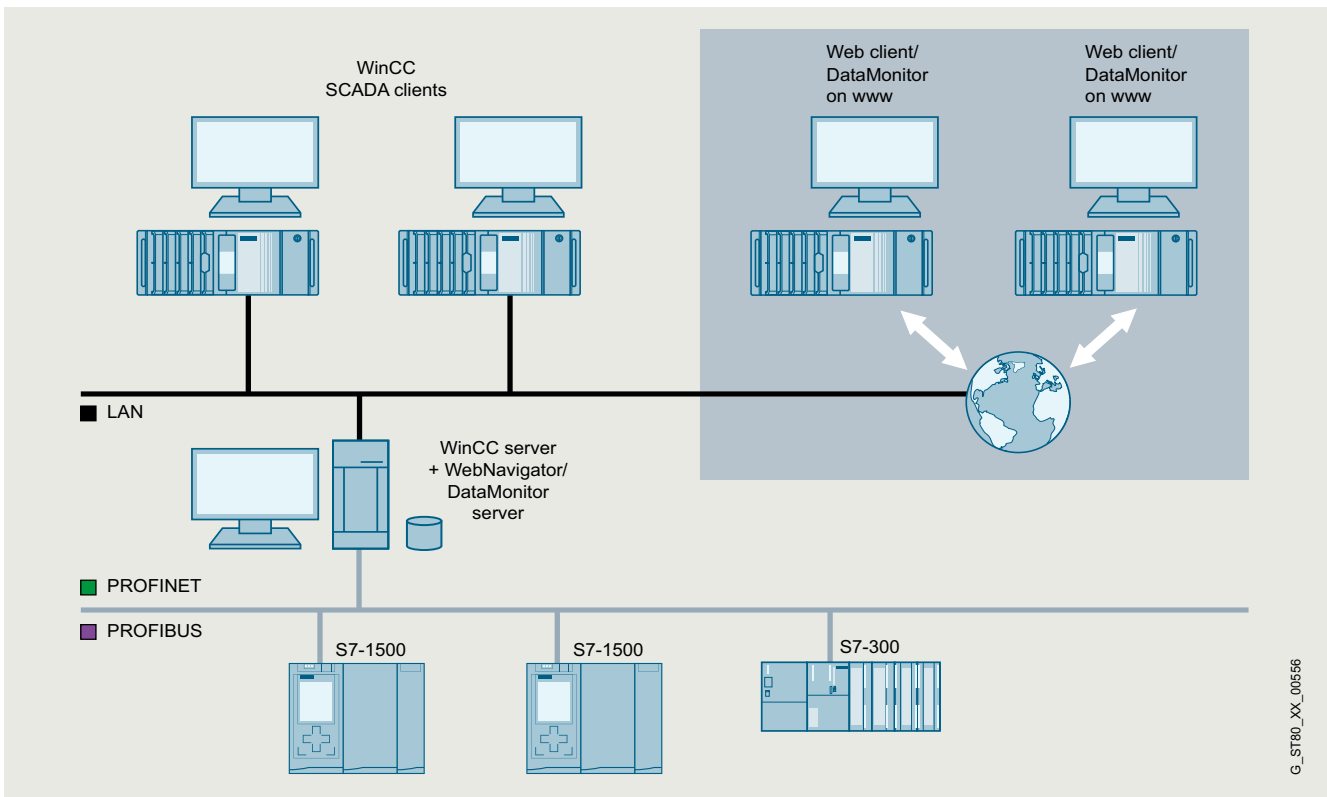 WinCC
SCADA clients
Web client/
DataMonitor
on www
Web client/
DataMonitor
on www
LAN
WinCC server
+ WebNavigator/
DataMonitor
server
PROFINET
PROFIBUS
S7-1500
S7-1500
S7-300
G_ST80_XX_00556